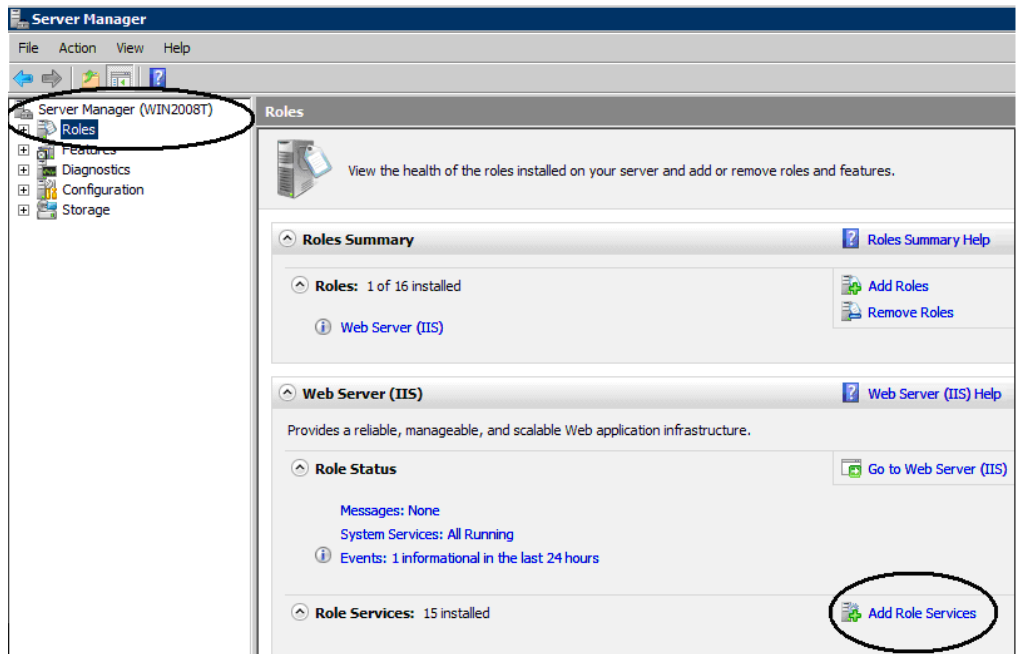 Server Manager
File Action View Help
Server Manager (WIN2008T)
Roles
Features
Diagnostics
Configuration
Storage
Roles
View the health of the roles installed on your server and add or remove roles and features.
Roles Summary
Roles Summary Help
Roles: 1 of 16 installed
Add Roles
Remove Roles
Web Server (IIS)
Web Server (IIS)
Web Server (IIS) Help
Provides a reliable, manageable, and scalable Web application infrastructure.
Role Status
Go to Web Server (IIS)
Messages: None
System Services: All Running
Events: 1 informational in the last 24 hours
Role Services: 15 installed
Add Role Services